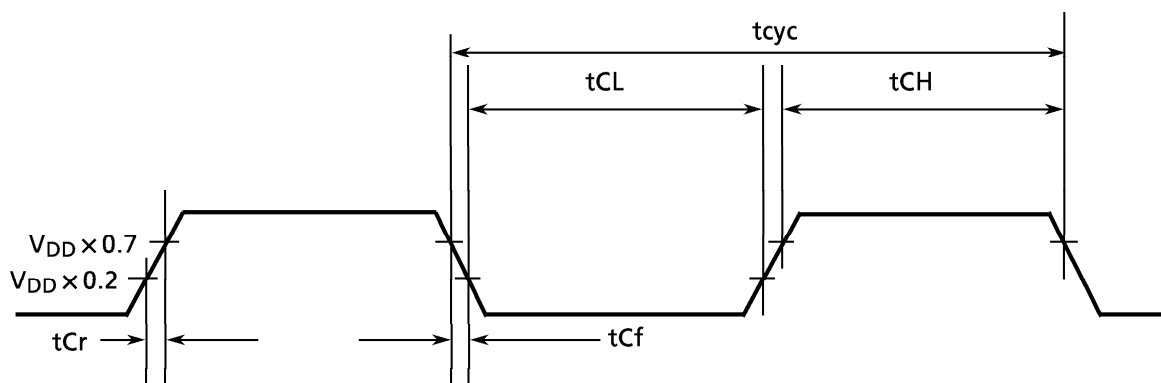 tcyc
tCL
tCH
VDD × 0.7
VDD × 0.2
tCr
tCf